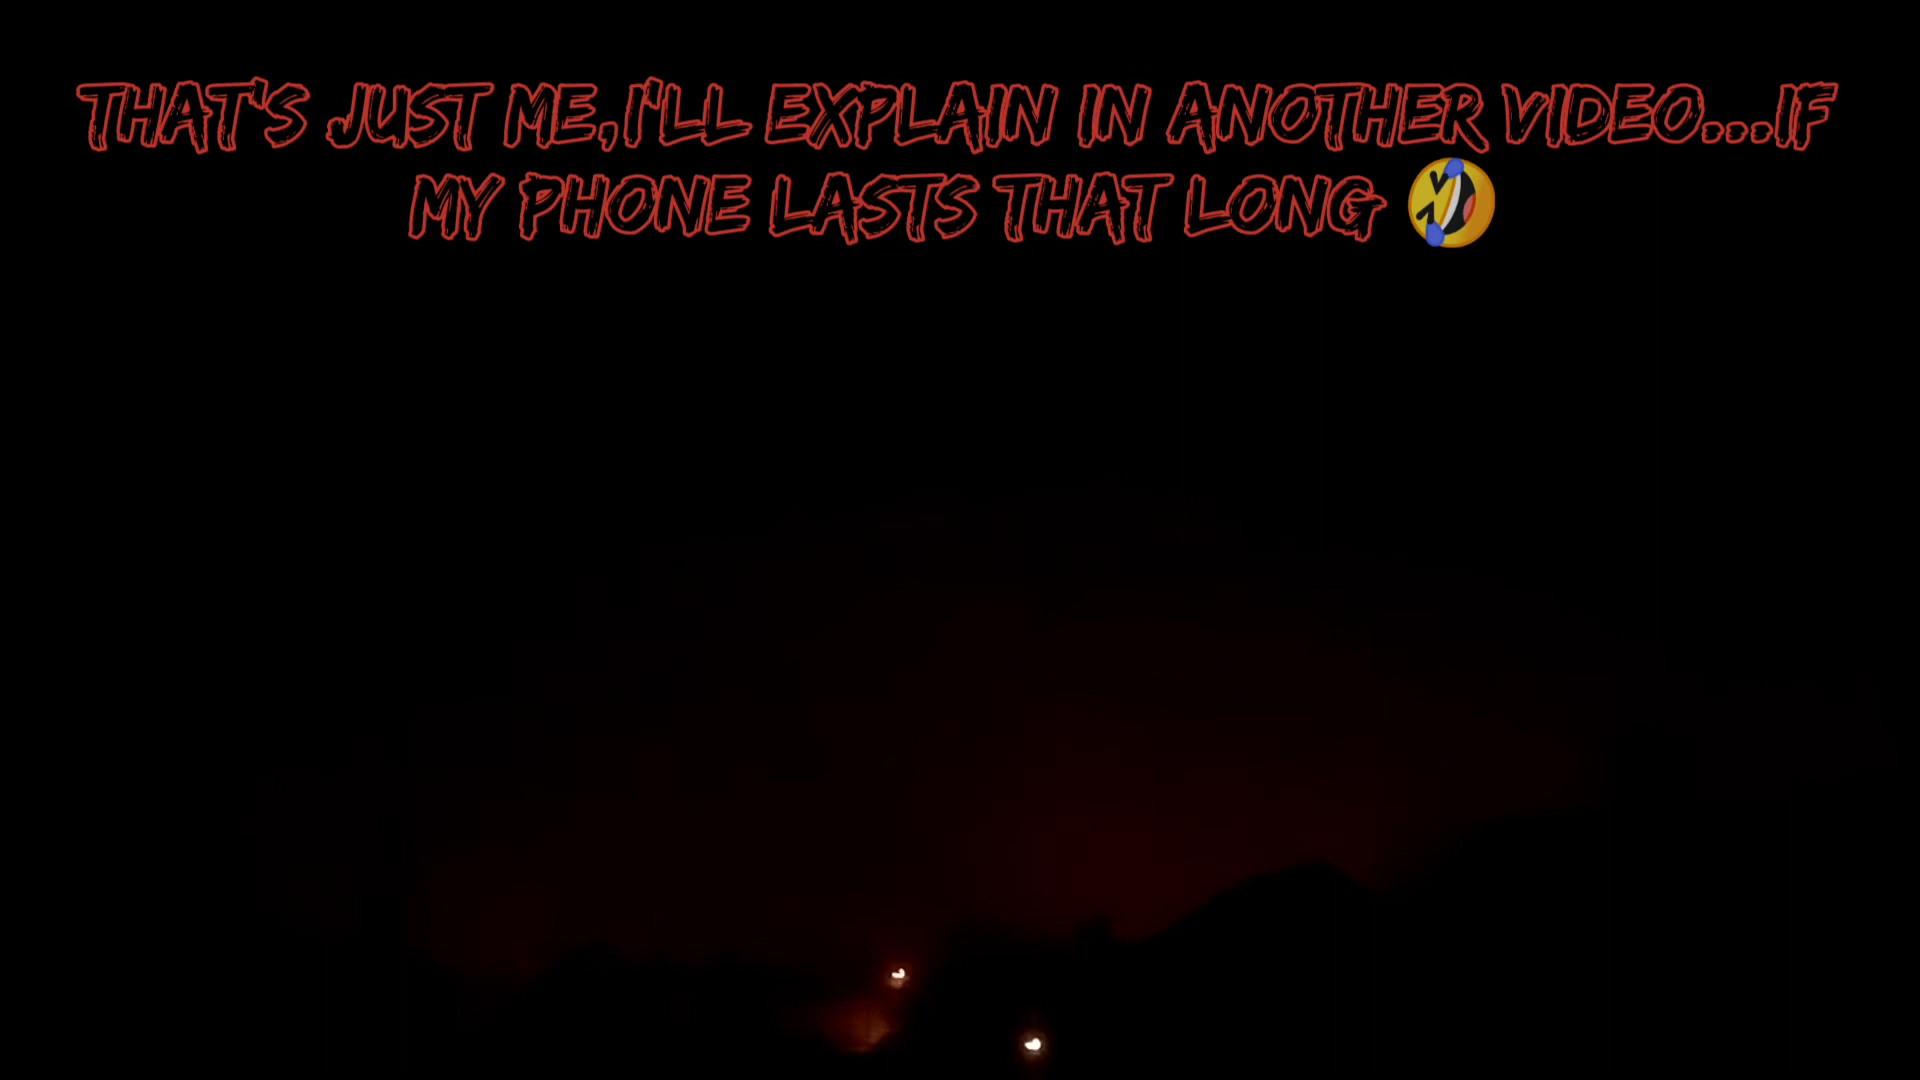 THAT'S JUST ME,I'LL EXPLAIN IN ANOTHER VIDEO...IF
MY PHONE LASTS THAT LONG 🤣